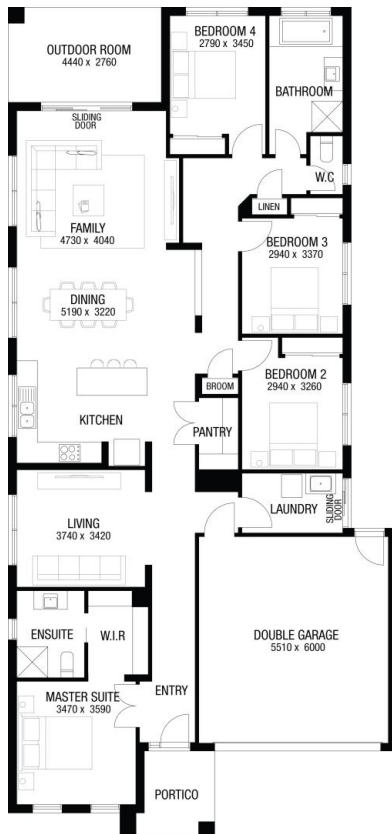 BEDROOM 4
2790 x 3450
OUTDOOR ROOM
4440 x 2760
BATHROOM
SLIDING
DOOR
W.C
LINEN
FAMILY
4730 x 4040
BEDROOM 3
2940 x 3370
DINING
5190 x 3220
BEDROOM 2
2940 x 3260
BROOM
KITCHEN
PANTRY
LAUNDRY
SLIDING
DOOR
LIVING
3740 x 3420
ENSUITE
W.I.R
DOUBLE GARAGE
5510 x 6000
MASTER SUITE
3470 x 3590
ENTRY
PORTICO